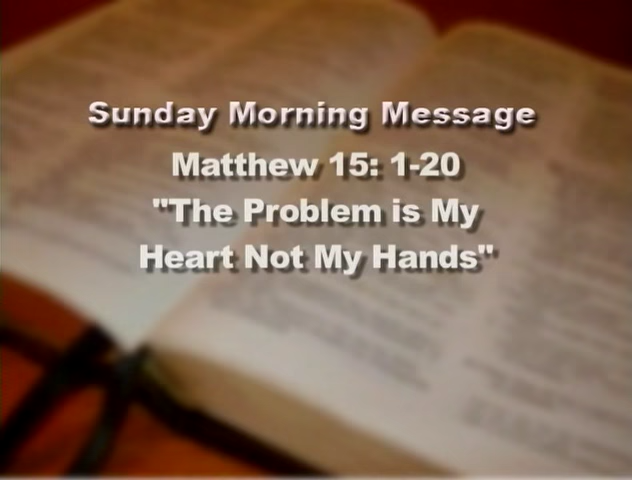 Sunday Morning Message
Matthew 15: 1-20
"The Problem is My
Heart Not My Hands"